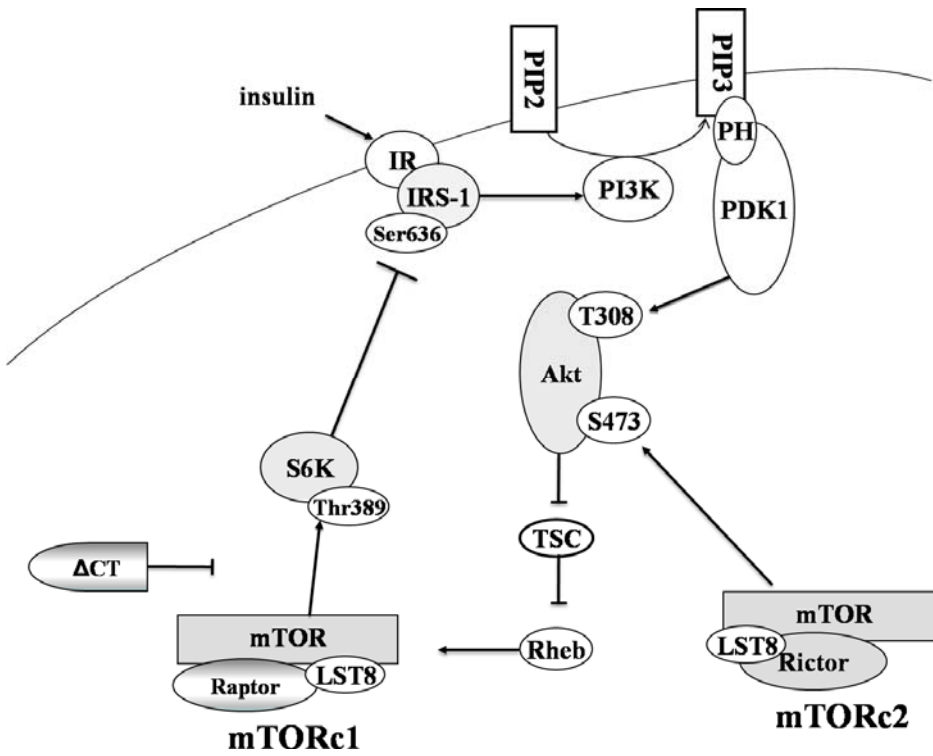 PIP2
PIP3
insulin
PH
IR
IRS-1
PI3K
PDK1
Ser636
T308
Akt
S473
S6K
Thr389
TSC
ΔCT
mTOR
mTOR
Rheb
LST8
LST8
Raptor
Rictor
mTORc1
mTORc2